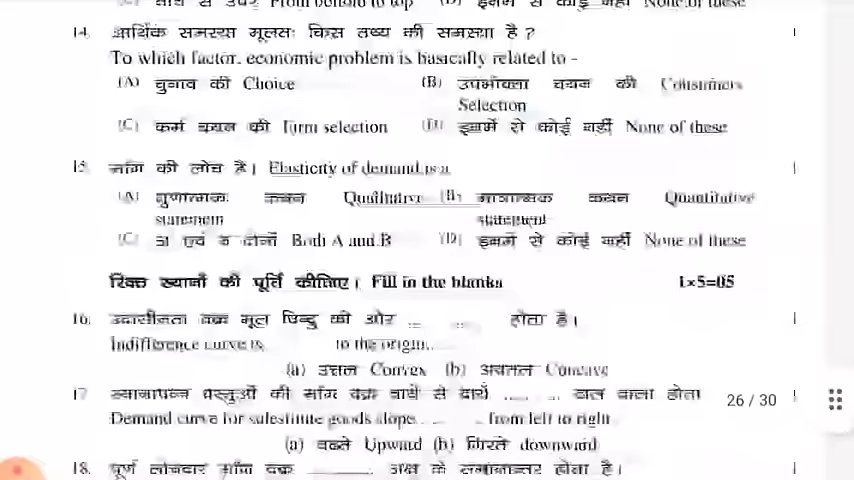 14. आर्थिक समस्या मूलतः किस तथ्य की समस्या है ? 1
To which factor, economic problem is basically related to -
(A) चुनाव की Choice (B) उपभोक्ता चयन की Consumers
Selection
(C) फर्म चयन की Firm selection (D) इनमें से कोई नहीं None of these
15. मांग की लोच है। Elasticity of demand is a 1
(A) गुणात्मक कथन Qualitative (B) मात्रात्मक कथन Quantitative
statement statement
(C) अ एवं ब दोनों Both A and B (D) इनमें से कोई नहीं None of these
रिक्त स्थानों की पूर्ति कीजिए। Fill in the blanks 1x5=05
16. उदासीनता वक्र मूल बिन्दु की ओर ... ... होता है। 1
Indifference curve is to the origin.
(a) उत्तल Convex (b) अवतल Concave
17 स्थानापन्न वस्तुओं की माँग वक्र बायें से दायें ........ ढाल वाला होता
26 / 30
Demand curve for substitute goods slope ........ from left to right
(a) बढ़ते Upward (b) गिरते downward
18. पूर्ण लोचदार माँग वक्र ________ अक्ष के समानान्तर होता है।